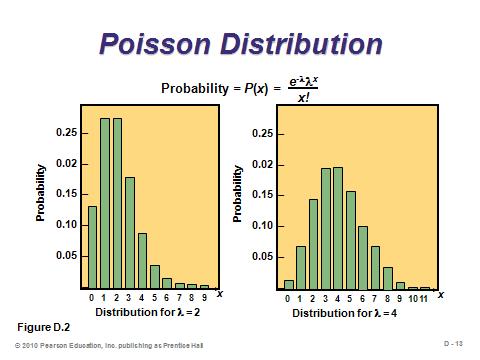 Poisson Distribution
Probability = P(x) = e-λλx
x!
0.25
0.02
0.15
0.10
0.05
Probability
0 1 2 3 4 5 6 7 8 9 x
Distribution for λ = 2
0.25
0.02
0.15
0.10
0.05
Probability
0 1 2 3 4 5 6 7 8 9 10 11 x
Distribution for λ = 4
Figure D.2
© 2010 Pearson Education, Inc. publishing as Prentice Hall
D - 13